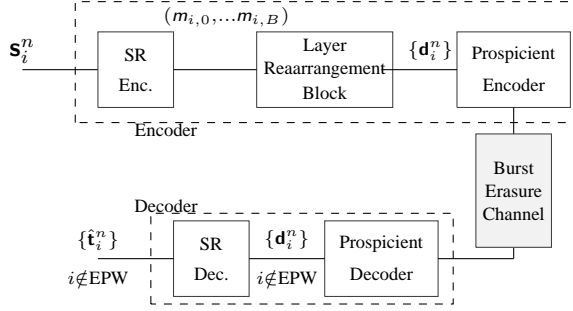 (m_{i,0},...m_{i,B})
s_i^n
SR
Enc.
Layer
Reaarrangement
Block
{d_i^n}
Prospicient
Encoder
Encoder
Burst
Erasure
Channel
Decoder
{t̂_i^n}
i∉EPW
SR
Dec.
{d_i^n}
i∉EPW
Prospicient
Decoder